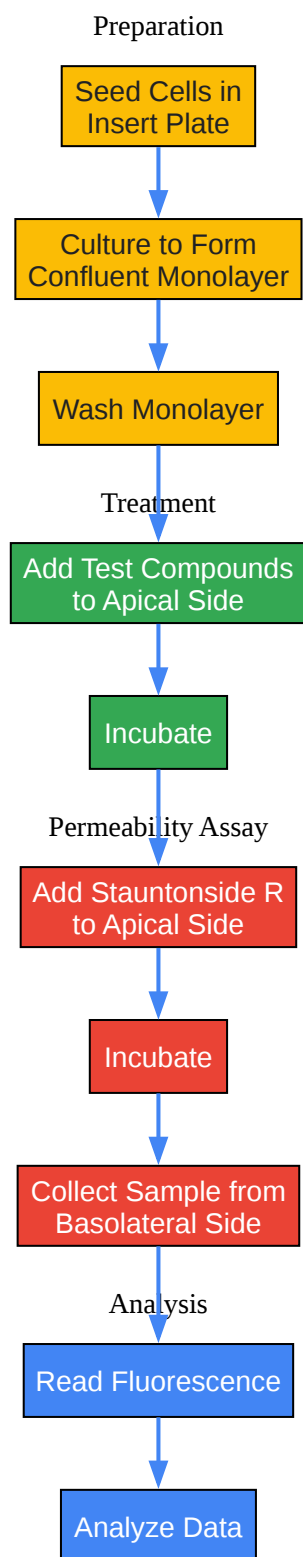 Preparation
Seed Cells in
Insert Plate
Culture to Form
Confluent Monolayer
Wash Monolayer
Treatment
Add Test Compounds
to Apical Side
Incubate
Permeability Assay
Add Stauntonside R
to Apical Side
Incubate
Collect Sample from
Basolateral Side
Analysis
Read Fluorescence
Analyze Data